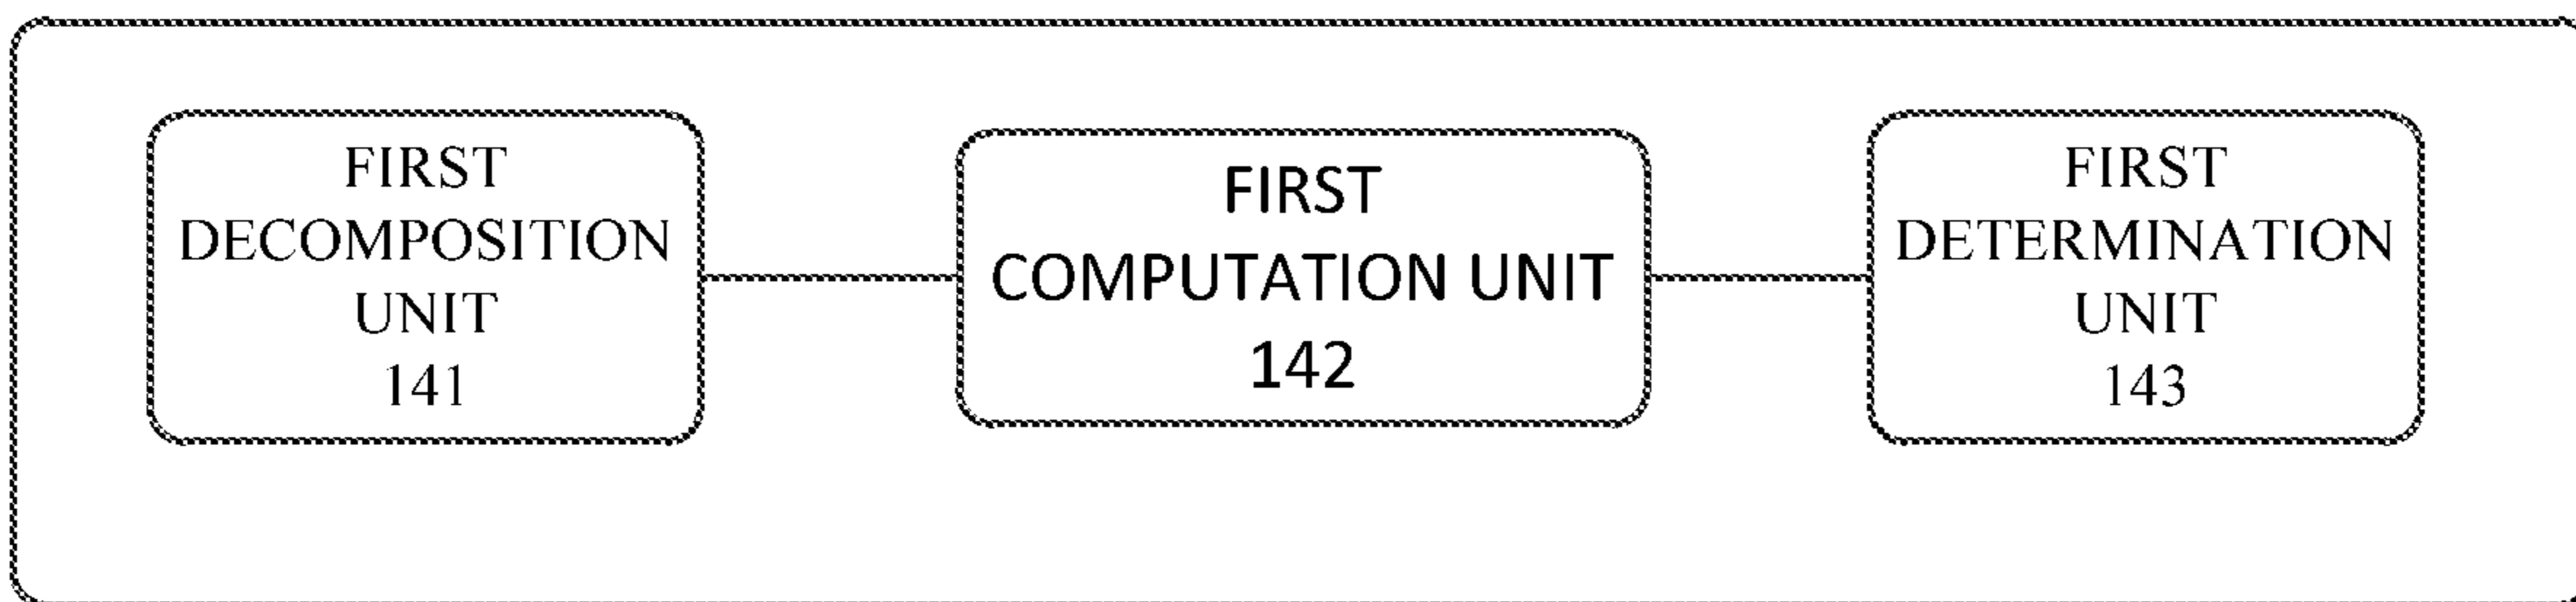 FIRST
DECOMPOSITION
UNIT
141
FIRST
COMPUTATION UNIT
142
FIRST
DETERMINATION
UNIT
143